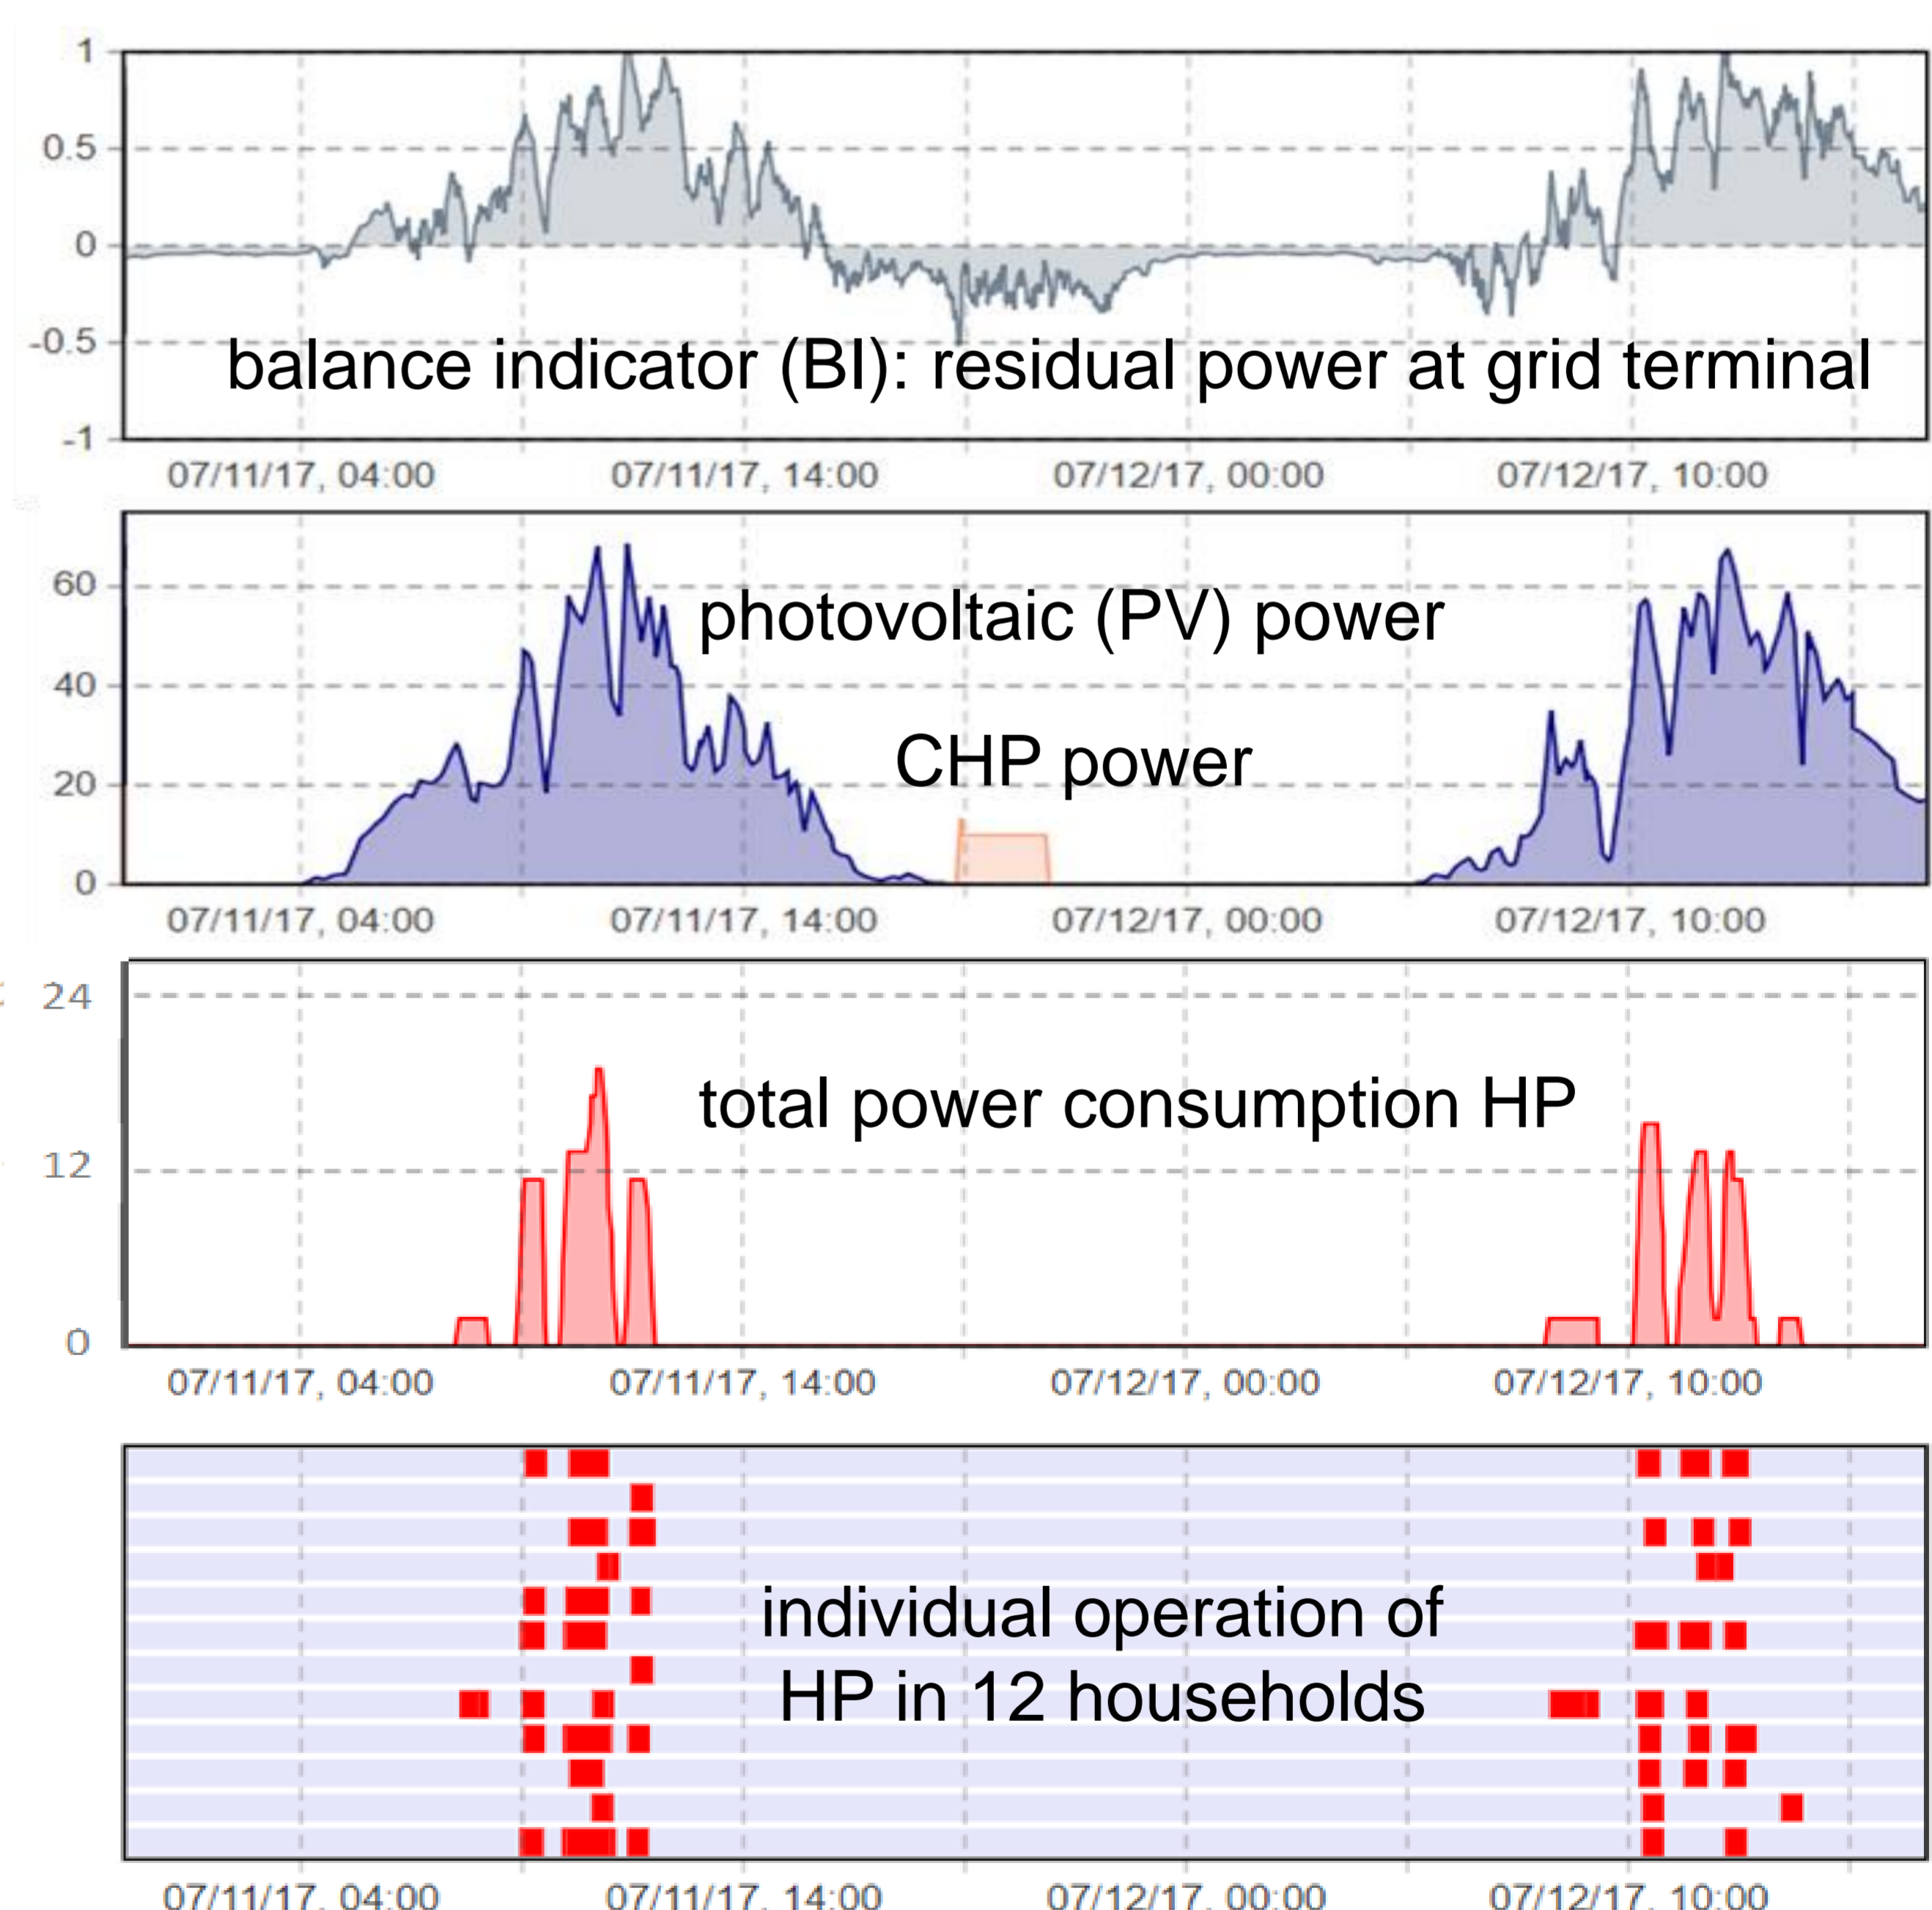 1
0.5
0
-0.5
-1
balance indicator (BI): residual power at grid terminal
07/11/17, 04:00 07/11/17, 14:00 07/12/17, 00:00 07/12/17, 10:00
60
40
20
0
photovoltaic (PV) power
CHP power
07/11/17, 04:00 07/11/17, 14:00 07/12/17, 00:00 07/12/17, 10:00
24
12
0
total power consumption HP
07/11/17, 04:00 07/11/17, 14:00 07/12/17, 00:00 07/12/17, 10:00
individual operation of
HP in 12 households
07/11/17, 04:00 07/11/17, 14:00 07/12/17, 00:00 07/12/17, 10:00